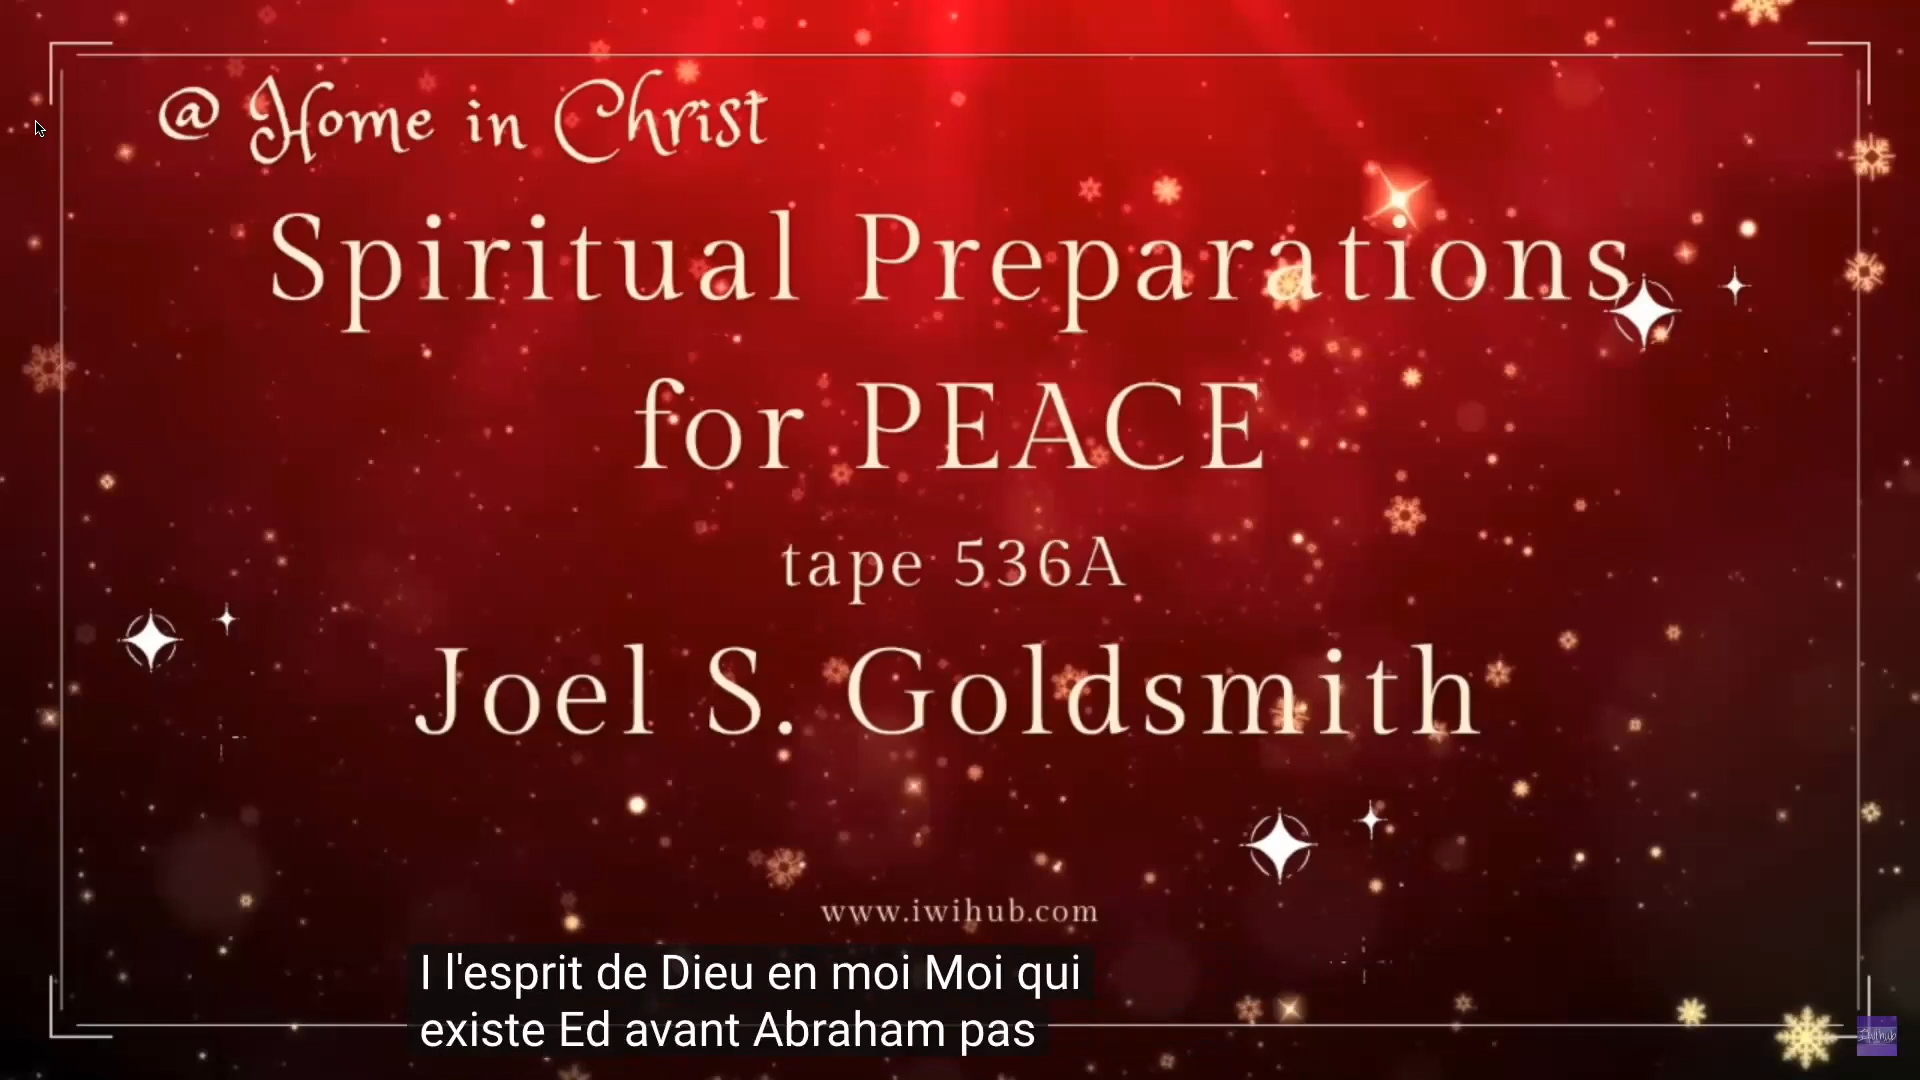 @ Home in Christ
Spiritual Preparations
for PEACE
tape 536A
Joel S. Goldsmith
www.iwihub.com
I l'esprit de Dieu en moi Moi qui
existe Ed avant Abraham pas
iwihub